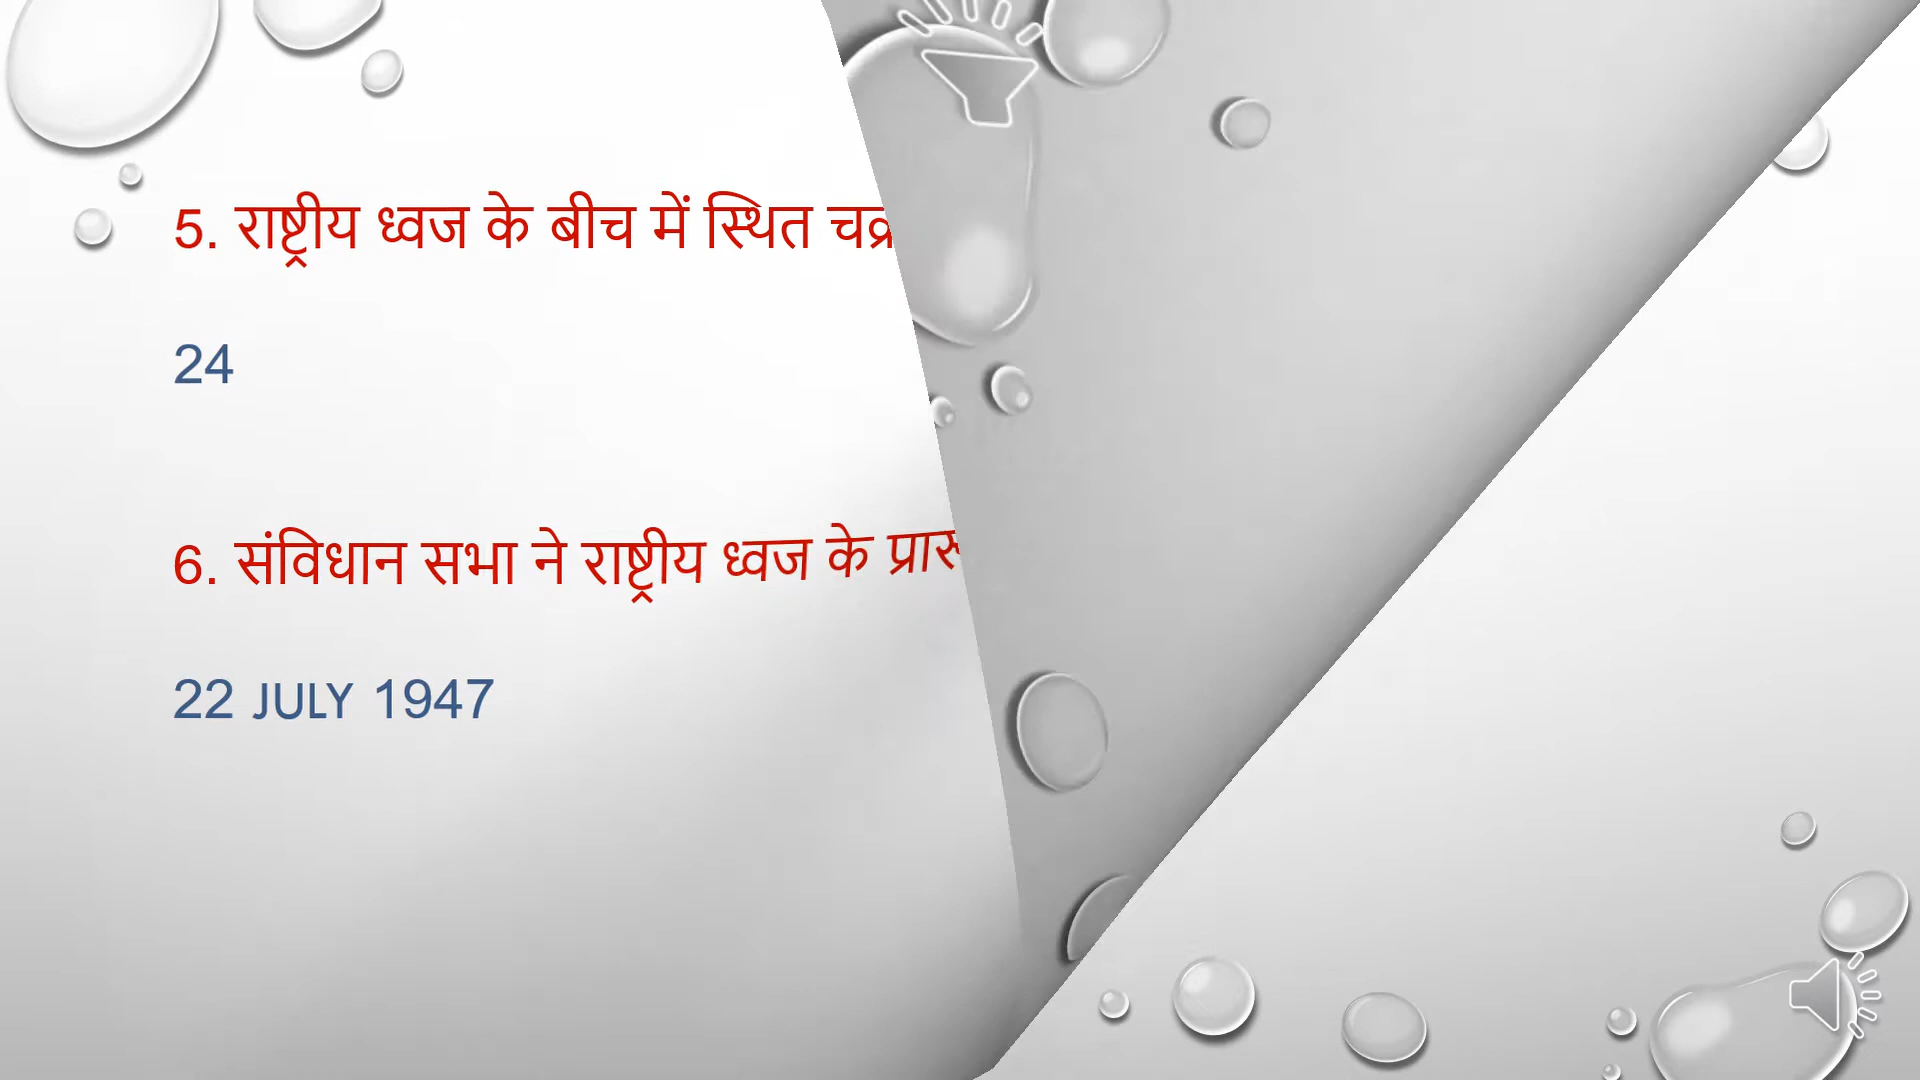 5. राष्ट्रीय ध्वज के बीच में स्थित
24
6. संविधान सभा ने राष्ट्रीय ध्वज के
22 JULY 1947